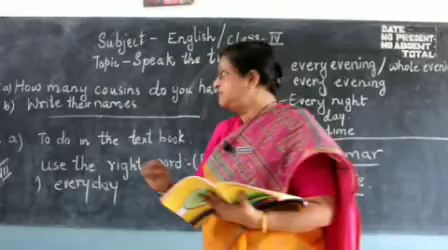 Subject - English / class - IV
Topic - Speak the t
DATE
NO PRESENT.
NO ABSENT
TOTAL
every evening / whole eveni
every evening
a) How many cousins do you ha
b) Write their names
Every night
day
time
a) To do in the text book.
use the right word :-
mar
) everyday